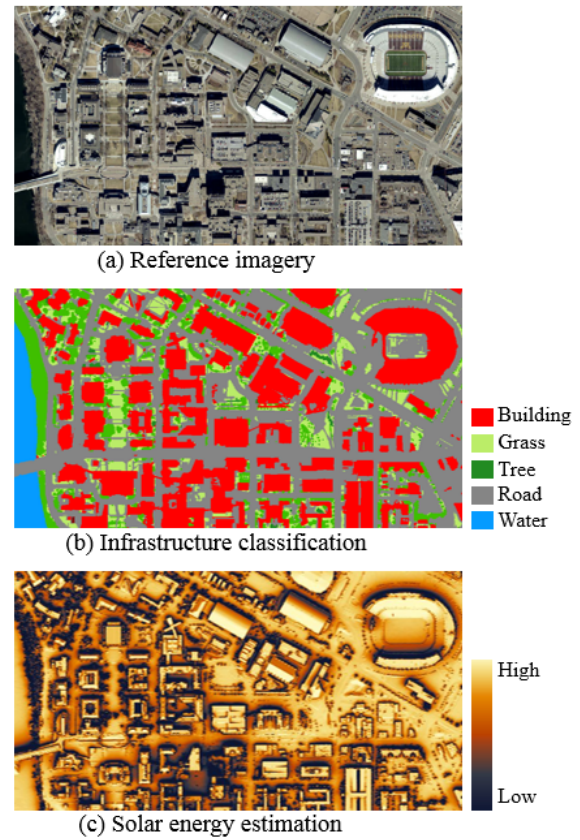 (a) Reference imagery
Building
Grass
Tree
Road
Water
(b) Infrastructure classification
High
Low
(c) Solar energy estimation